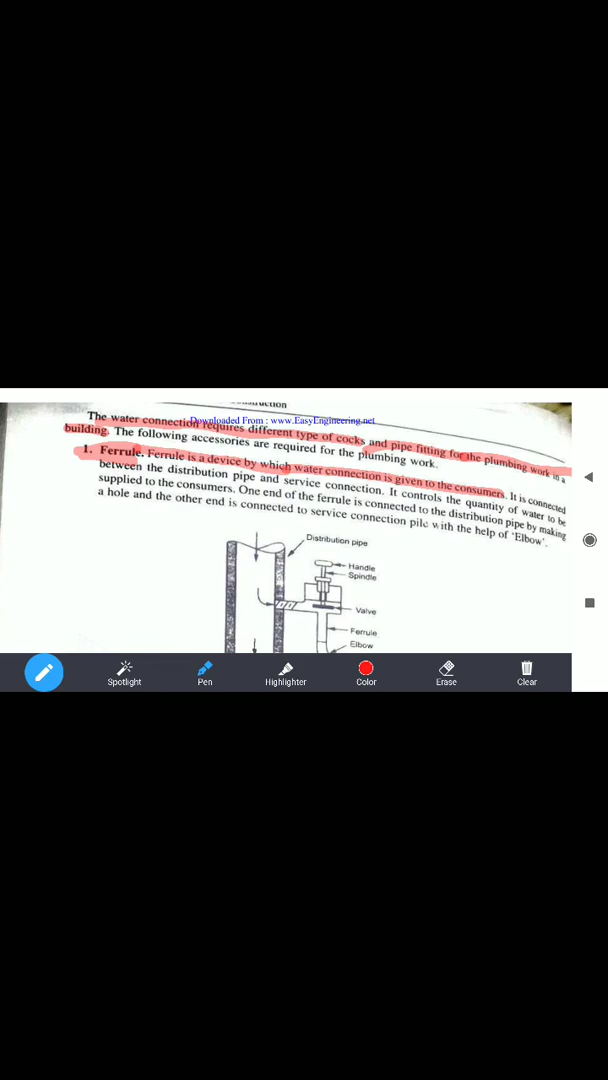 The water connection requires different type of cocks and pipe fitting for the plumbing work in a
Downloaded From : www.EasyEngineering.net
building. The following accessories are required for the plumbing work.
1. Ferrule. Ferrule is a device by which water connection is given to the consumers. It is connected
between the distribution pipe and service connection. It controls the quantity of water to be
supplied to the consumers. One end of the ferrule is connected to the distribution pipe by making
a hole and the other end is connected to service connection pipe with the help of 'Elbow'.
Distribution pipe
Handle
Spindle
Valve
Ferrule
Elbow
Spotlight
Pen
Highlighter
Color
Erase
Clear